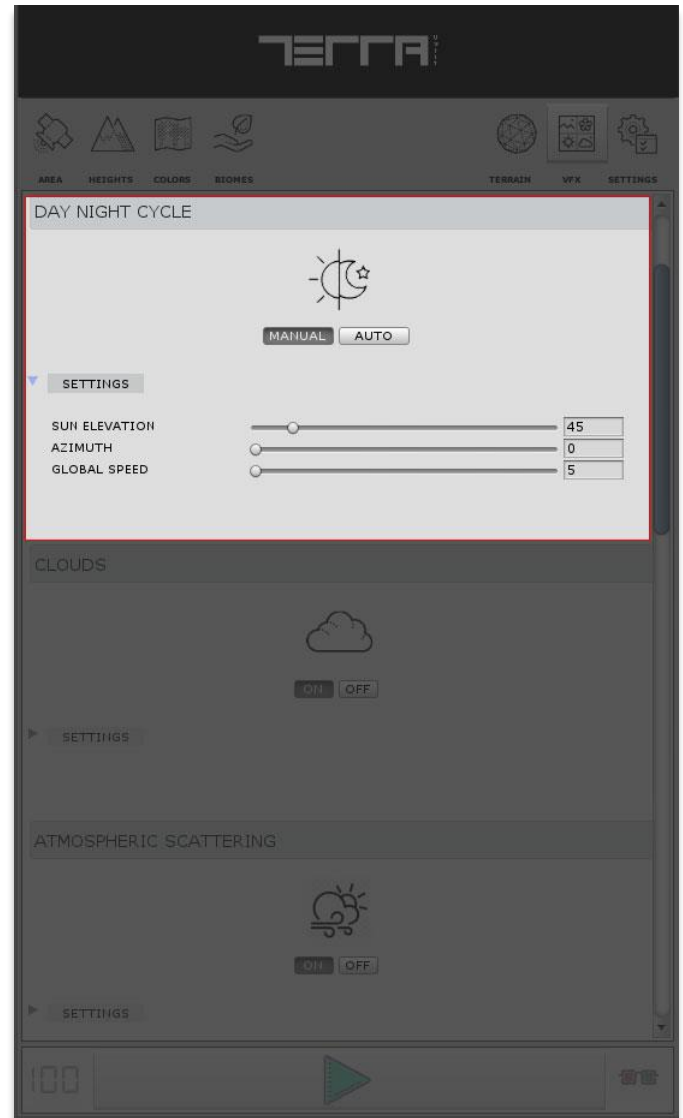 TERRA
AREA HEIGHTS COLORS BIOMES TERRAIN VFX SETTINGS
DAY NIGHT CYCLE
MANUAL AUTO
SETTINGS
SUN ELEVATION 45
AZIMUTH 0
GLOBAL SPEED 5
CLOUDS
ON OFF
SETTINGS
ATMOSPHERIC SCATTERING
ON OFF
SETTINGS
100